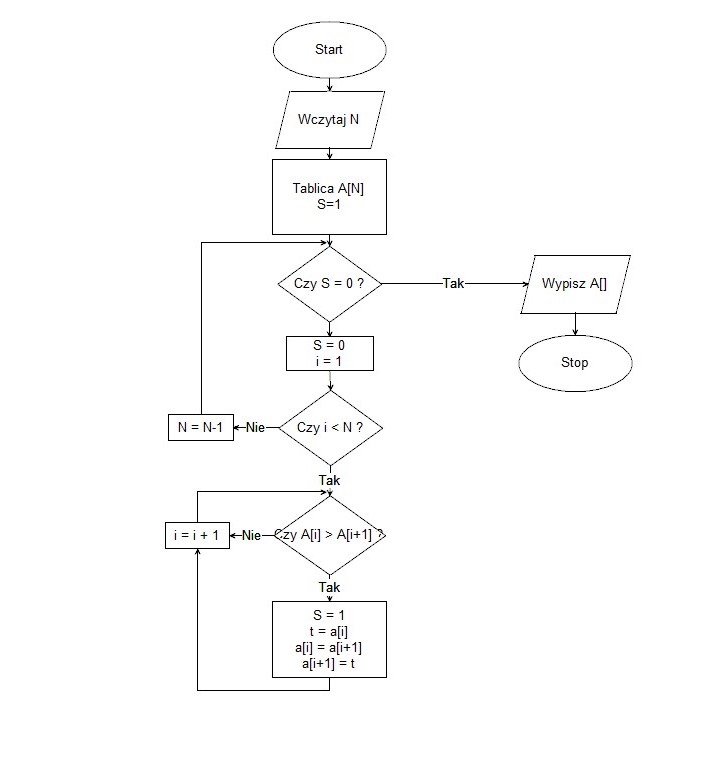 Start
Wczytaj N
Tablica A[N]
S=1
Czy S = 0 ?
Tak
Wypisz A[]
Stop
S = 0
i = 1
Czy i < N ?
Nie
N = N-1
Tak
Czy A[i] > A[i+1] ?
Nie
i = i + 1
Tak
S = 1
t = a[i]
a[i] = a[i+1]
a[i+1] = t